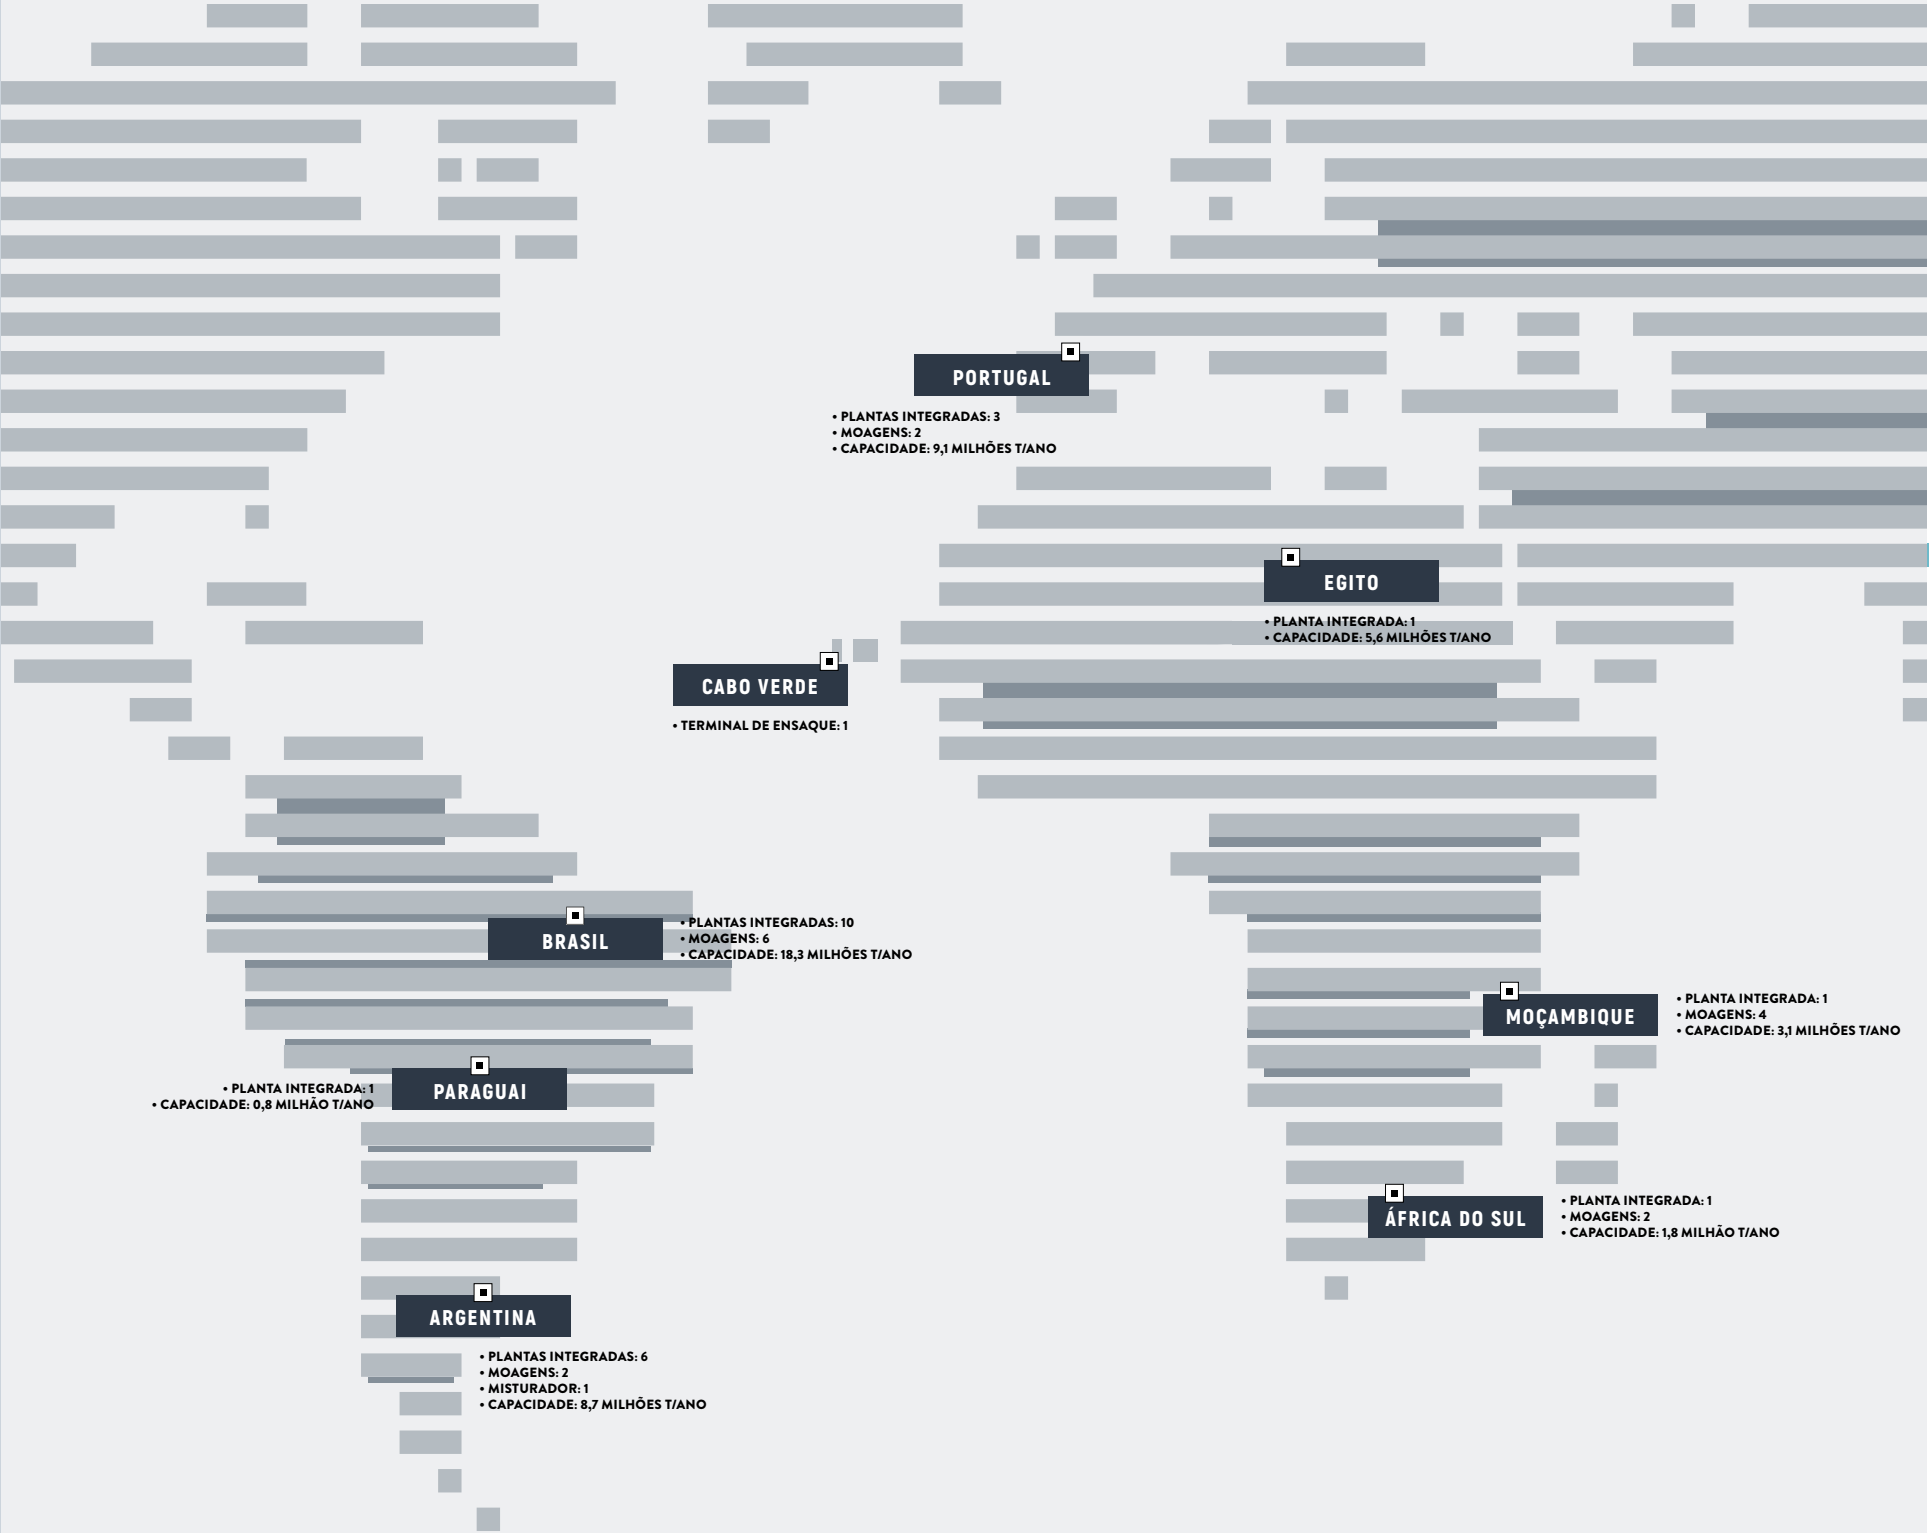 PORTUGAL
• PLANTAS INTEGRADAS: 3
• MOAGENS: 2
• CAPACIDADE: 9,1 MILHÕES T/ANO
EGITO
• PLANTA INTEGRADA: 1
• CAPACIDADE: 5,6 MILHÕES T/ANO
CABO VERDE
• TERMINAL DE ENSAQUE: 1
BRASIL
• PLANTAS INTEGRADAS: 10
• MOAGENS: 6
• CAPACIDADE: 18,3 MILHÕES T/ANO
MOÇAMBIQUE
• PLANTA INTEGRADA: 1
• MOAGENS: 4
• CAPACIDADE: 3,1 MILHÕES T/ANO
PARAGUAI
• PLANTA INTEGRADA: 1
• CAPACIDADE: 0,8 MILHÃO T/ANO
ÁFRICA DO SUL
• PLANTA INTEGRADA: 1
• MOAGENS: 2
• CAPACIDADE: 1,8 MILHÃO T/ANO
ARGENTINA
• PLANTAS INTEGRADAS: 6
• MOAGENS: 2
• MISTURADOR: 1
• CAPACIDADE: 8,7 MILHÕES T/ANO